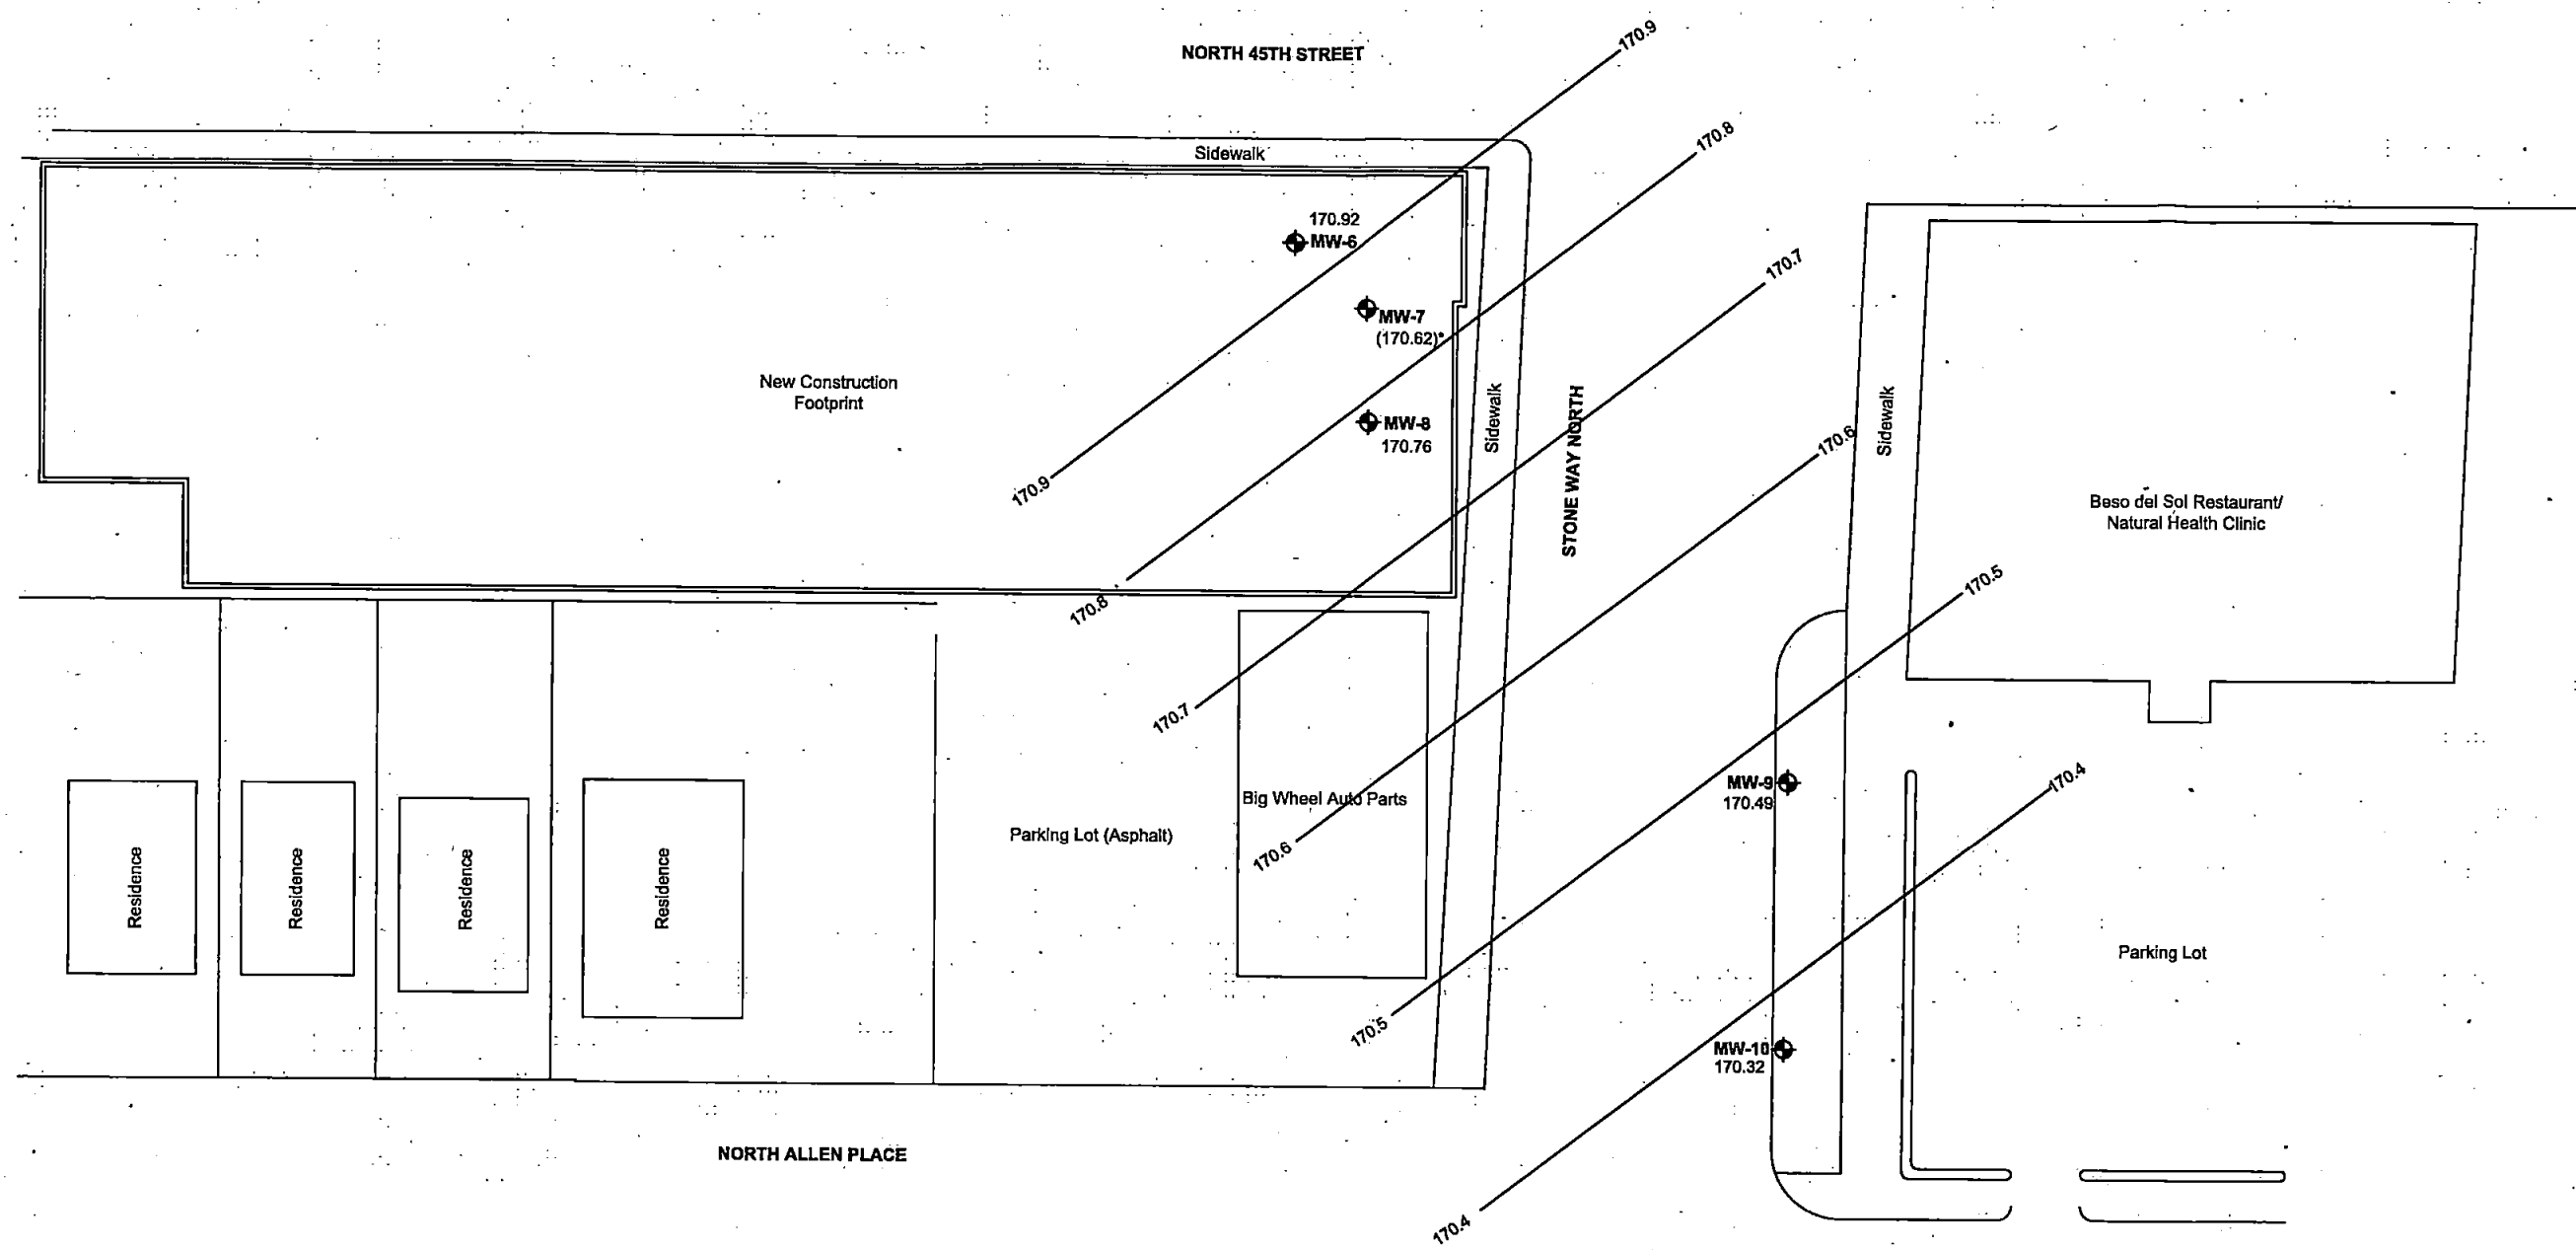 NORTH 45TH STREET
170.9
170.8
Sidewalk
170.92
MW-6
170.7
MW-7
(170.62)*
New Construction
Footprint
MW-8
170.76
Sidewalk
STONE WAY NORTH
170.6
Sidewalk
170.9
Beso del Sol Restaurant/
Natural Health Clinic
170.5
170.8
170.7
MW-9
170.49
170.4
Big Wheel Auto Parts
Parking Lot (Asphalt)
170.6
Residence
Residence
Residence
Residence
Parking Lot
170.5
MW-10
170.32
NORTH ALLEN PLACE
170.4